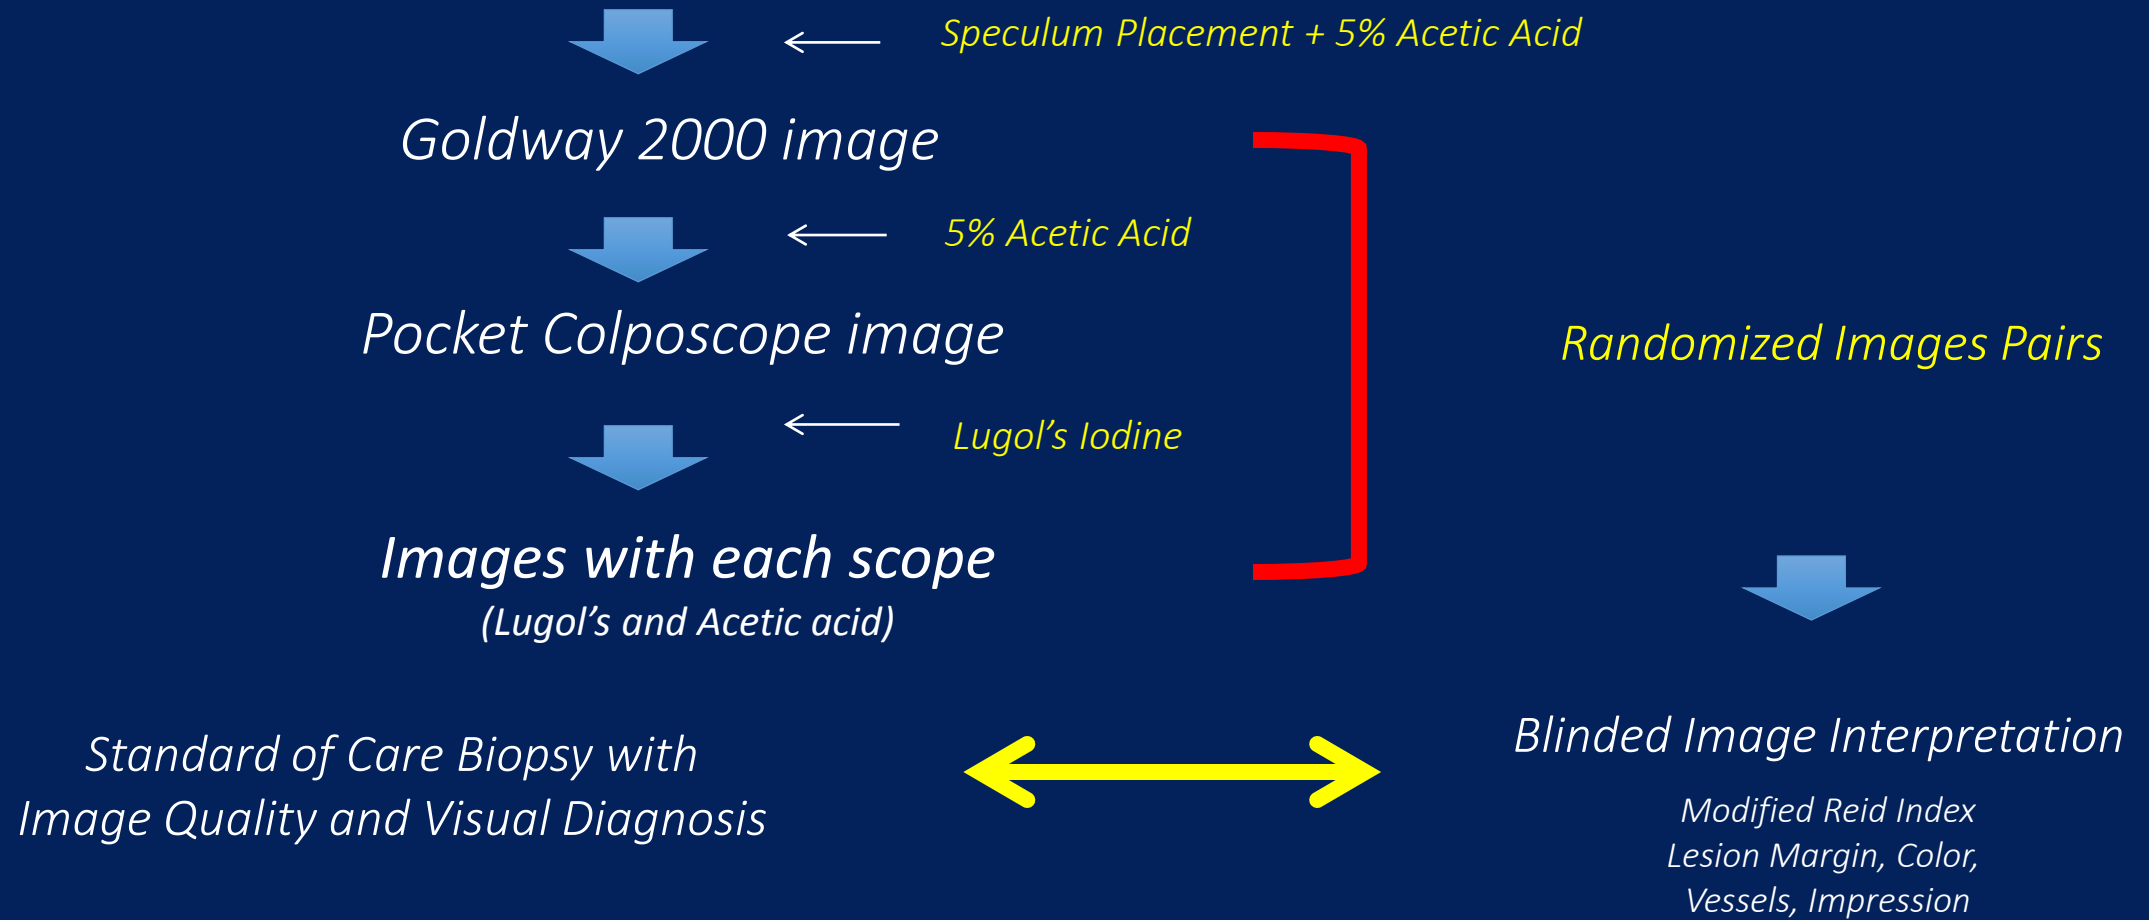 Speculum Placement + 5% Acetic Acid
Goldway 2000 image
5% Acetic Acid
Pocket Colposcope image
Randomized Images Pairs
Lugol’s Iodine
Images with each scope
(Lugol’s and Acetic acid)
Standard of Care Biopsy with
Image Quality and Visual Diagnosis
Blinded Image Interpretation
Modified Reid Index
Lesion Margin, Color,
Vessels, Impression